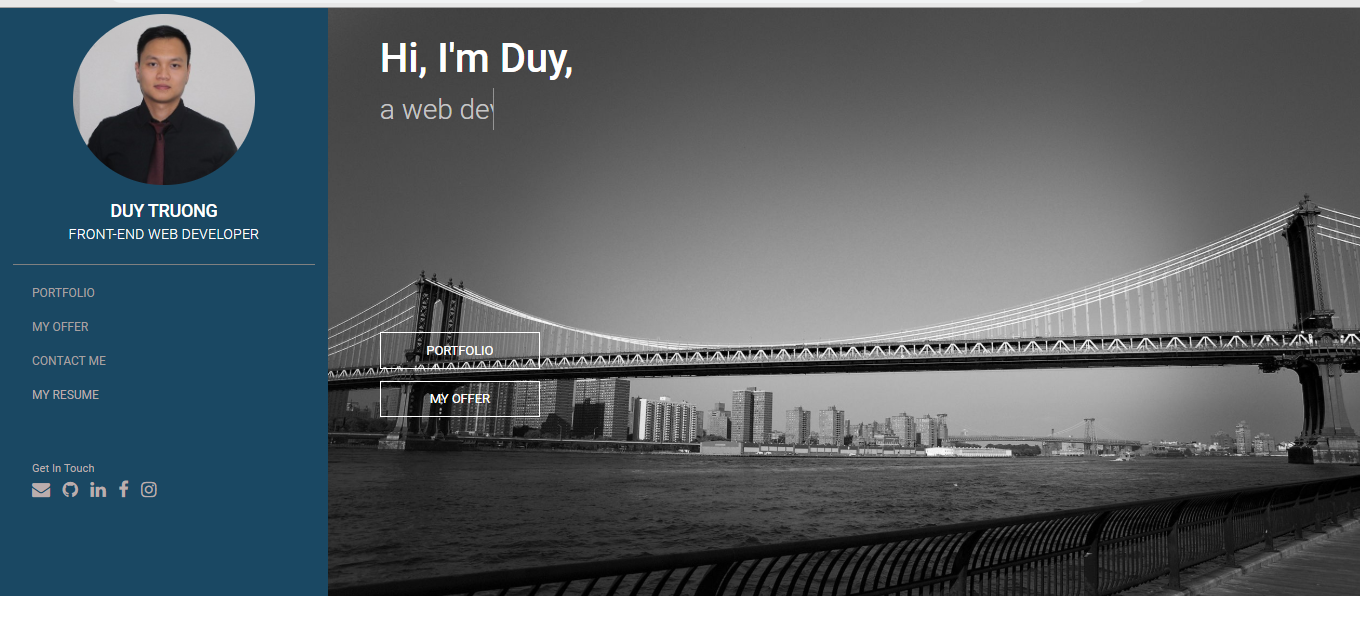 DUY TRUONG
FRONT-END WEB DEVELOPER
PORTFOLIO
MY OFFER
CONTACT ME
MY RESUME
Get In Touch
Hi, I'm Duy,
a web dev
PORTFOLIO
MY OFFER